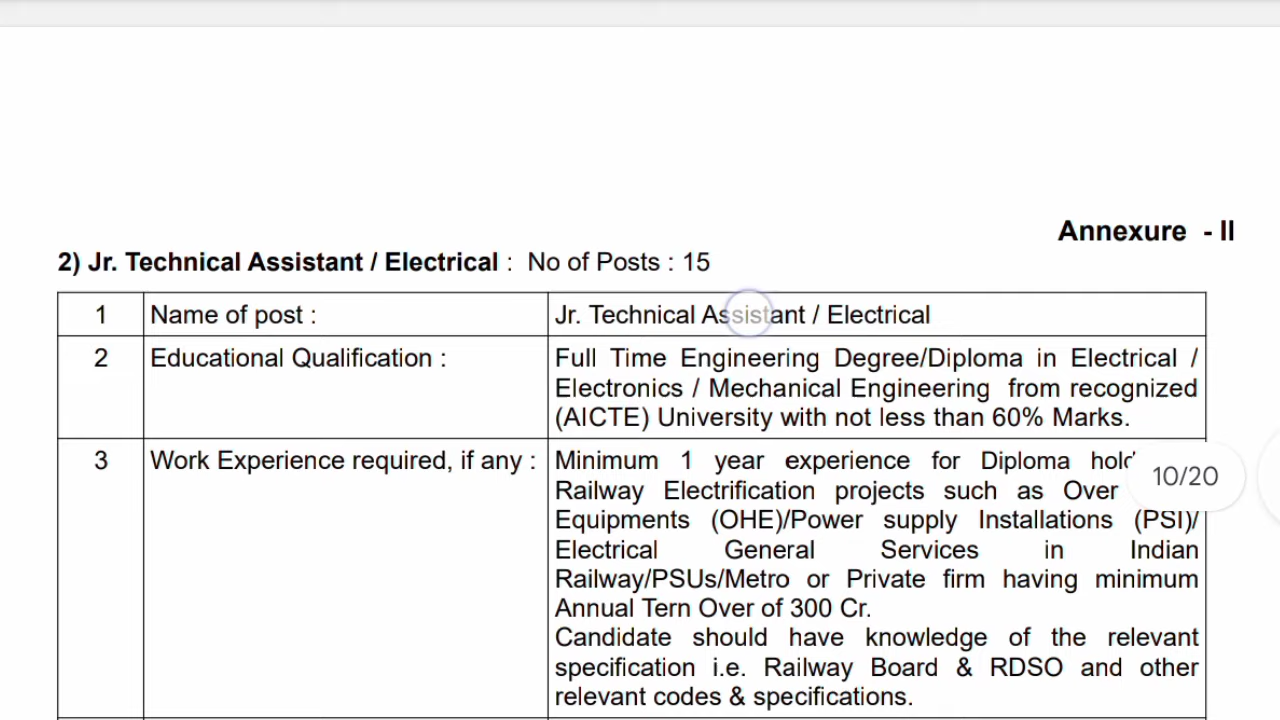 Annexure - II
2) Jr. Technical Assistant / Electrical : No of Posts : 15
1 Name of post : Jr. Technical Assistant / Electrical
2 Educational Qualification : Full Time Engineering Degree/Diploma in Electrical /
Electronics / Mechanical Engineering from recognized
(AICTE) University with not less than 60% Marks.
3 Work Experience required, if any : Minimum 1 year experience for Diploma
10/20
Railway Electrification projects such as Over
Equipments (OHE)/Power supply Installations (PSI)/
Electrical General Services in Indian
Railway/PSUs/Metro or Private firm having minimum
Annual Tern Over of 300 Cr.
Candidate should have knowledge of the relevant
specification i.e. Railway Board & RDSO and other
relevant codes & specifications.